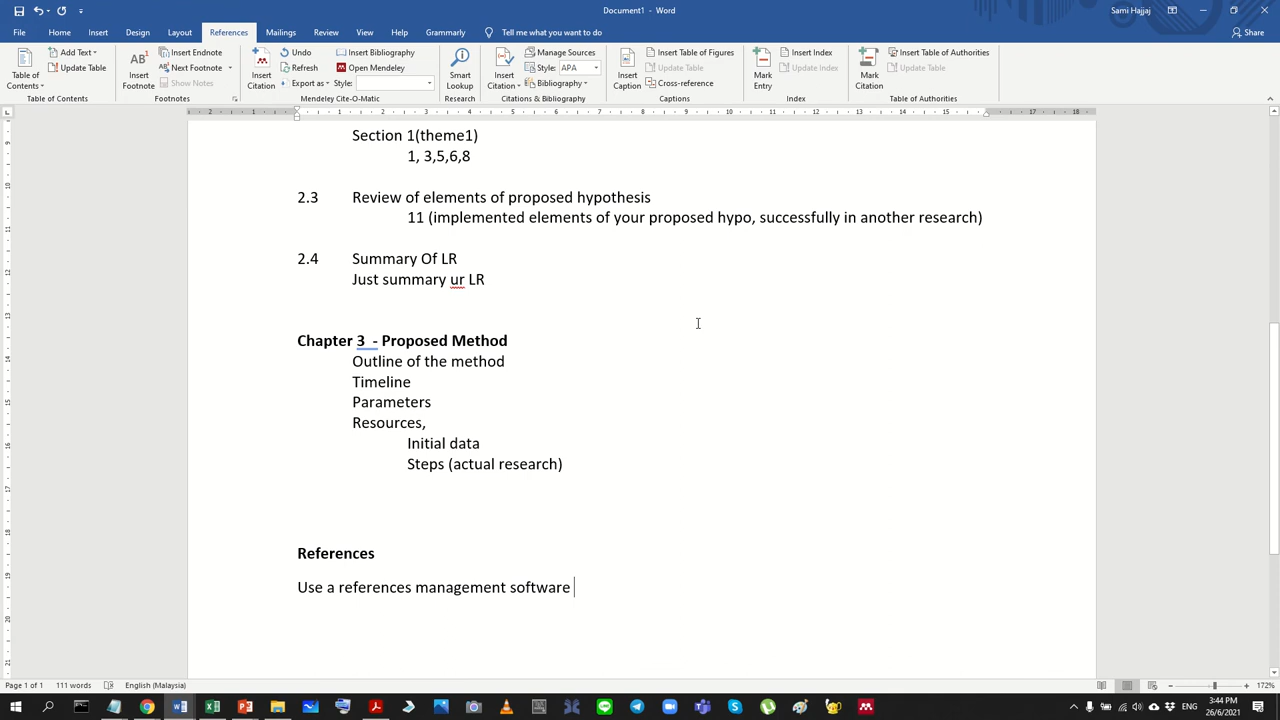 Document1 - Word
Sami Hajjaj
File Home Insert Design Layout References Mailings Review View Help Grammarly Tell me what you want to do Share
Table of Contents
Add Text
Update Table
Table of Contents
AB1 Insert Footnote
Insert Endnote
Next Footnote
Show Notes
Footnotes
Insert Citation
Undo
Refresh
Export as
Insert Bibliography
Open Mendeley
Style:
Mendeley Cite-O-Matic
Smart Lookup
Research
Insert Citation
Manage Sources
Style: APA
Bibliography
Citations & Bibliography
Insert Caption
Insert Table of Figures
Update Table
Cross-reference
Captions
Mark Entry
Insert Index
Update Index
Index
Mark Citation
Insert Table of Authorities
Update Table
Table of Authorities
Section 1(theme1)
1, 3,5,6,8
2.3 Review of elements of proposed hypothesis
11 (implemented elements of your proposed hypo, successfully in another research)
2.4 Summary Of LR
Just summary ur LR
Chapter 3 - Proposed Method
Outline of the method
Timeline
Parameters
Resources,
Initial data
Steps (actual research)
References
Use a references management software
Page 1 of 1 111 words English (Malaysia) 172%
3:44 PM
26/6/2021